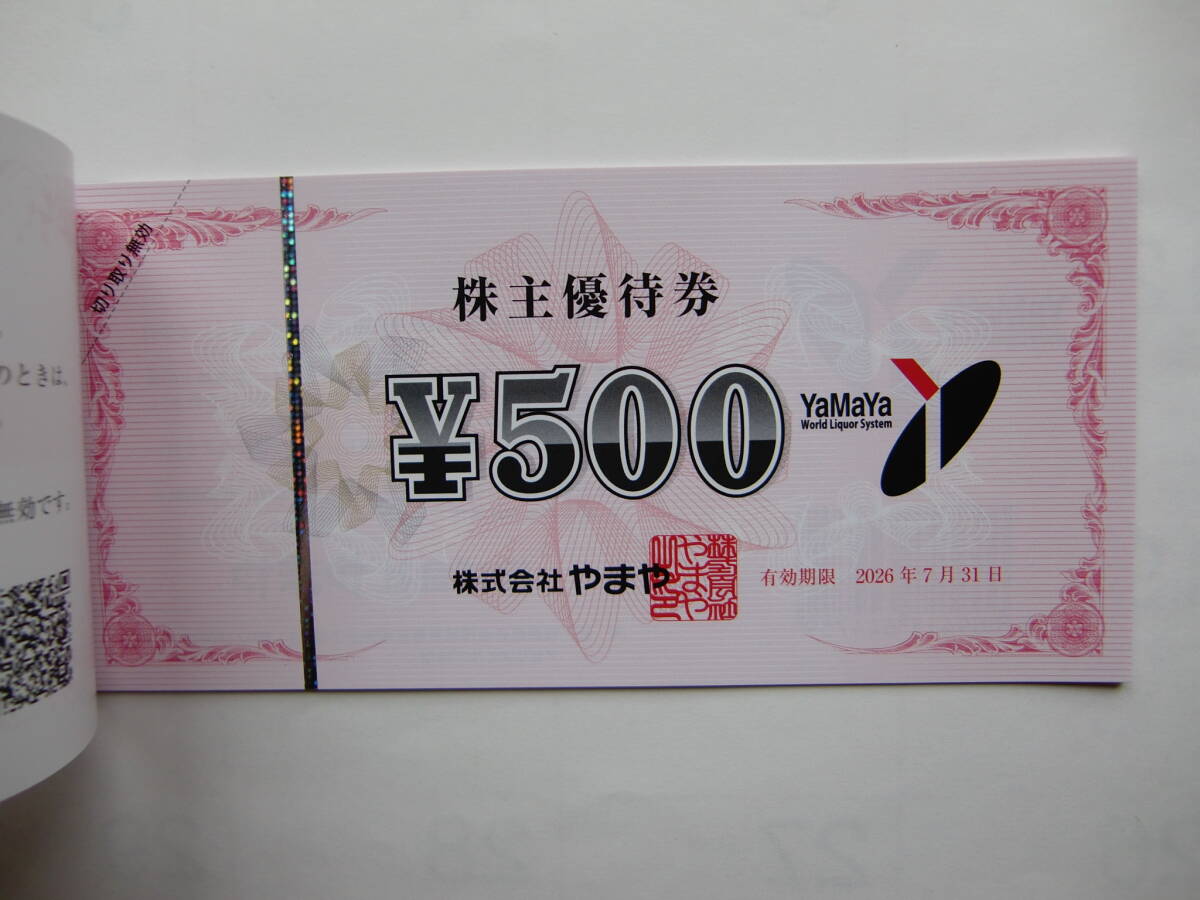 のときは、
無効です。
切り取り無効
株主優待券
¥500
YaMaYa
World Liquor System
株式会社 やまや
有効期限 2026年7月31日